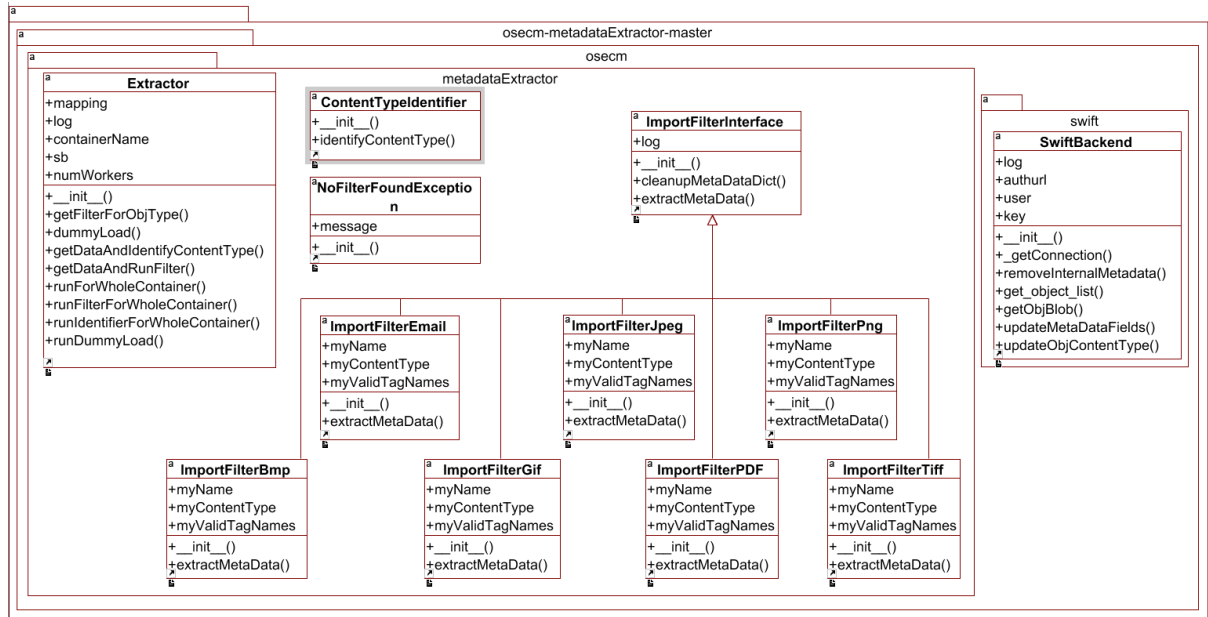 a
osecm-metadataExtractor-master
a
osecm
a
metadataExtractor
a
Extractor
+mapping
+log
+containerName
+sb
+numWorkers
+__init__()
+getFilterForObjType()
+dummyLoad()
+getDataAndIdentifyContentType()
+getDataAndRunFilter()
+runForWholeContainer()
+runFilterForWholeContainer()
+runIdentifierForWholeContainer()
+runDummyLoad()
a
ContentTypeIdentifier
+__init__()
+identifyContentType()
a
NoFilterFoundExceptio
n
+message
+__init__()
a
ImportFilterInterface
+log
+__init__()
+cleanupMetaDataDict()
+extractMetaData()
a
swift
a
SwiftBackend
+log
+authurl
+user
+key
+__init__()
+_getConnection()
+removeInternalMetadata()
+get_object_list()
+getObjBlob()
+updateMetaDataFields()
+updateObjContentType()
a
ImportFilterEmail
+myName
+myContentType
+myValidTagNames
+__init__()
+extractMetaData()
a
ImportFilterJpeg
+myName
+myContentType
+myValidTagNames
+__init__()
+extractMetaData()
a
ImportFilterPng
+myName
+myContentType
+myValidTagNames
+__init__()
+extractMetaData()
a
ImportFilterBmp
+myName
+myContentType
+myValidTagNames
+__init__()
+extractMetaData()
a
ImportFilterGif
+myName
+myContentType
+myValidTagNames
+__init__()
+extractMetaData()
a
ImportFilterPDF
+myName
+myContentType
+myValidTagNames
+__init__()
+extractMetaData()
a
ImportFilterTiff
+myName
+myContentType
+myValidTagNames
+__init__()
+extractMetaData()